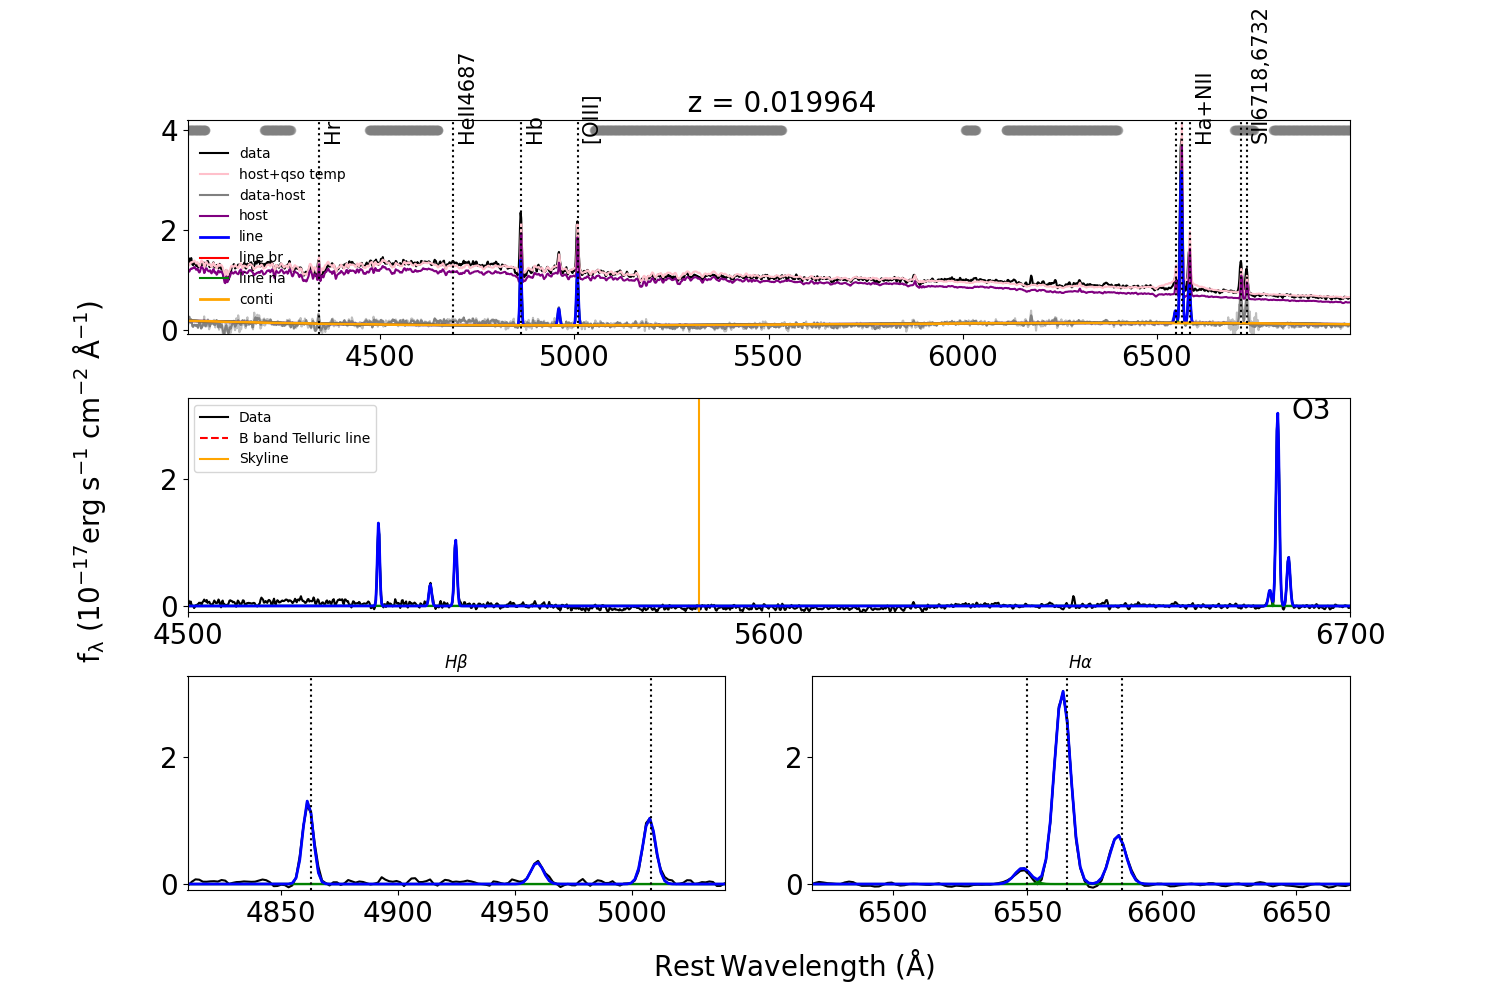 z = 0.019964
Hr
HeII4687
Hb
[OIII]
Ha+NII
SII6718,6732
4
2
0
data
host+qso temp
data-host
host
line
line br
line na
conti
4500
5000
5500
6000
6500
f_λ (10^−17 erg s^−1 cm^−2 Å^−1)
O3
2
0
Data
B band Telluric line
Skyline
4500
5600
6700
Hβ
2
0
4850
4900
4950
5000
Hα
2
0
6500
6550
6600
6650
Rest Wavelength (Å)